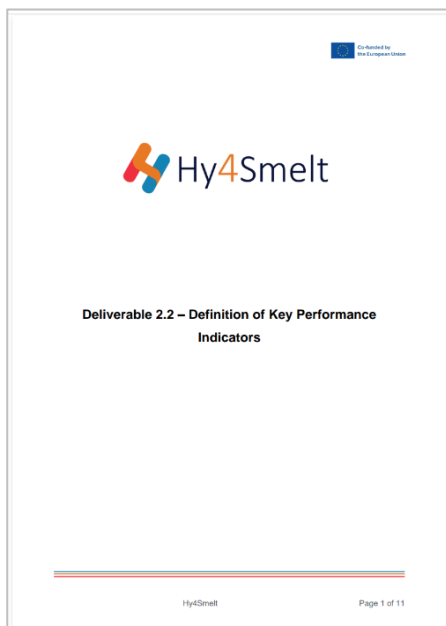 Co-funded by
the European Union
Hy4Smelt
Deliverable 2.2 – Definition of Key Performance
Indicators
Hy4Smelt
Page 1 of 11